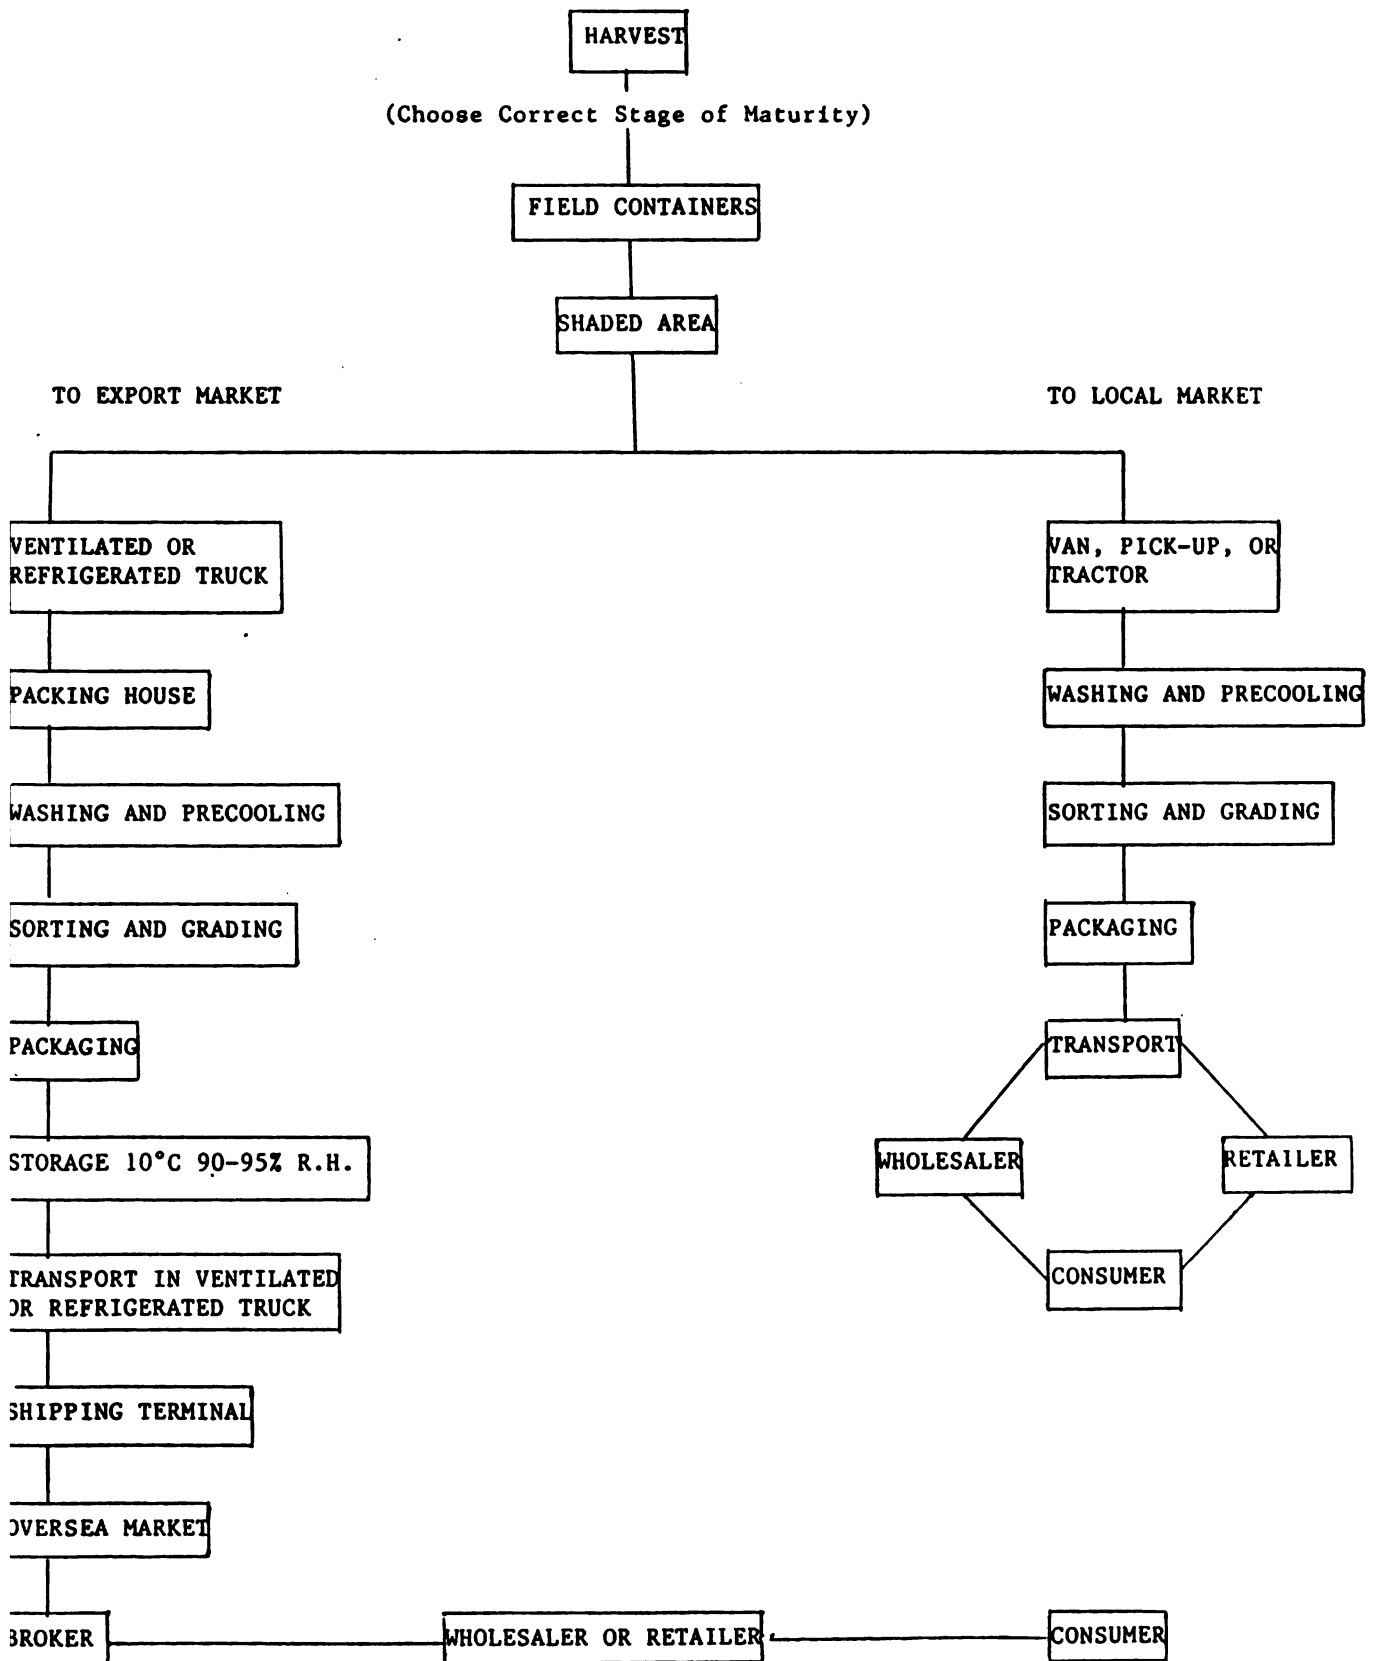 HARVEST
(Choose Correct Stage of Maturity)
FIELD CONTAINERS
SHADED AREA
TO EXPORT MARKET
TO LOCAL MARKET
VENTILATED OR
REFRIGERATED TRUCK
PACKING HOUSE
WASHING AND PRECOOLING
SORTING AND GRADING
PACKAGING
STORAGE 10°C 90-95% R.H.
TRANSPORT IN VENTILATED
OR REFRIGERATED TRUCK
SHIPPING TERMINAL
OVERSEA MARKET
BROKER
WHOLESALER OR RETAILER
CONSUMER
VAN, PICK-UP, OR
TRACTOR
WASHING AND PRECOOLING
SORTING AND GRADING
PACKAGING
TRANSPORT
WHOLESALER
RETAILER
CONSUMER